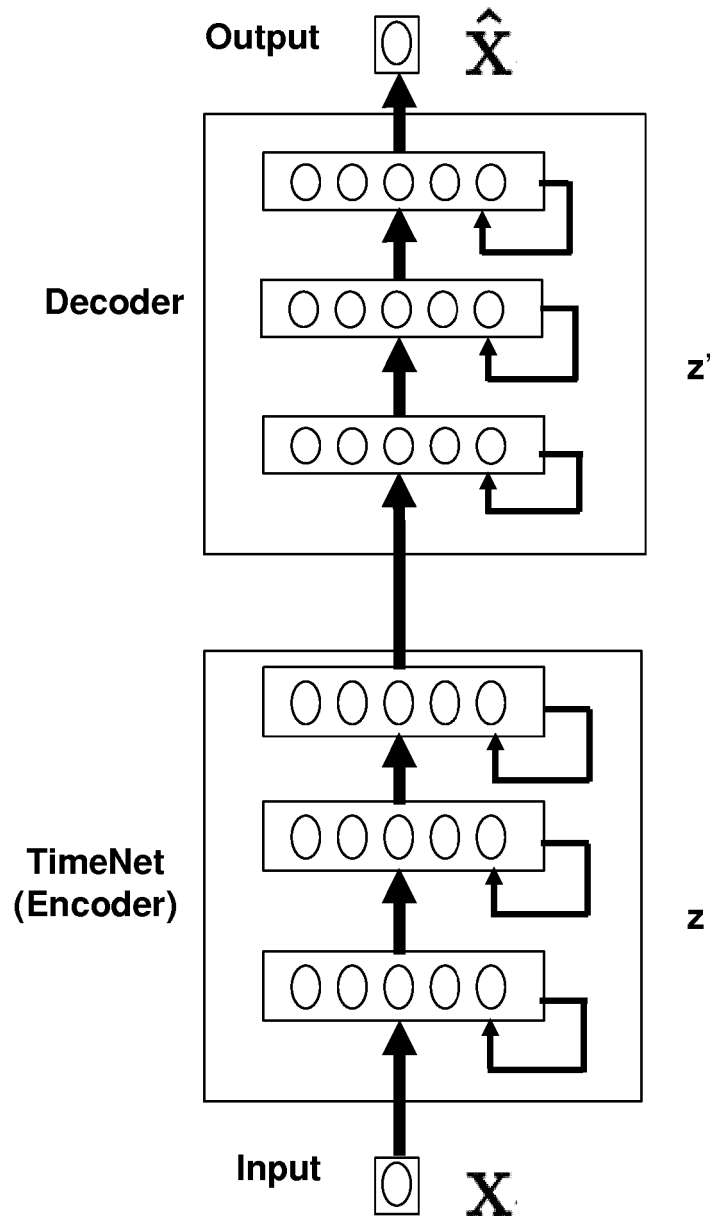 Output X̂
Decoder
z'
TimeNet
(Encoder)
z
Input X